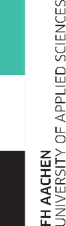 FH AACHEN
UNIVERSITY OF APPLIED SCIENCES